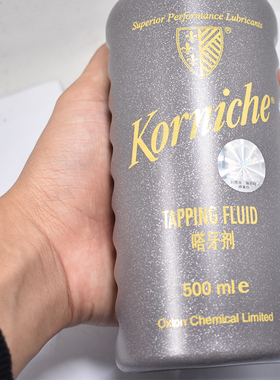 Superior Performance Lubricants
Korniche
TAPPING FLUID
嗒牙剂
500 ml e
Oxton Chemical Limited